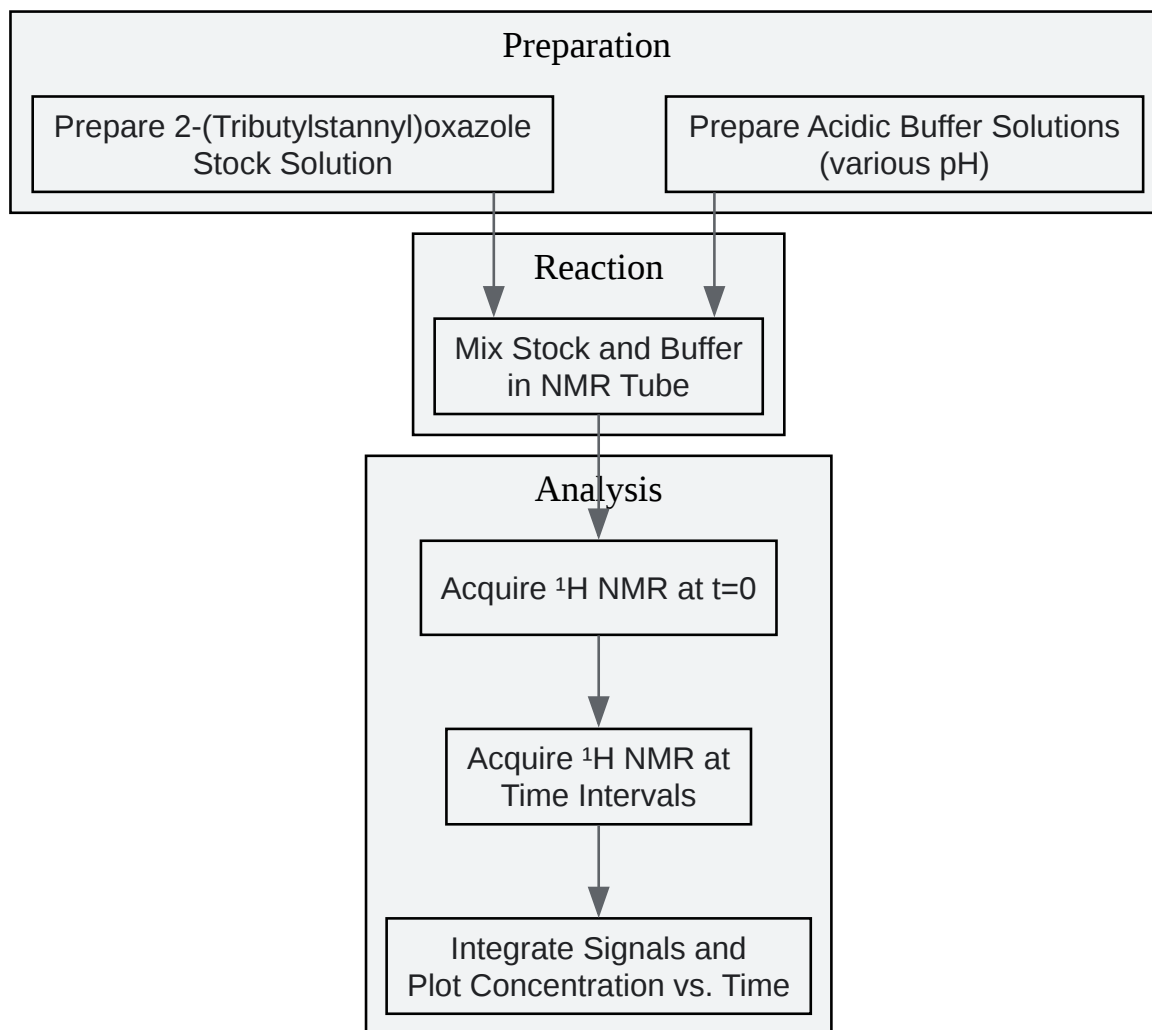 Preparation
Prepare 2-(Tributylstannyl)oxazole
Stock Solution
Prepare Acidic Buffer Solutions
(various pH)
Reaction
Mix Stock and Buffer
in NMR Tube
Analysis
Acquire ¹H NMR at t=0
Acquire ¹H NMR at
Time Intervals
Integrate Signals and
Plot Concentration vs. Time